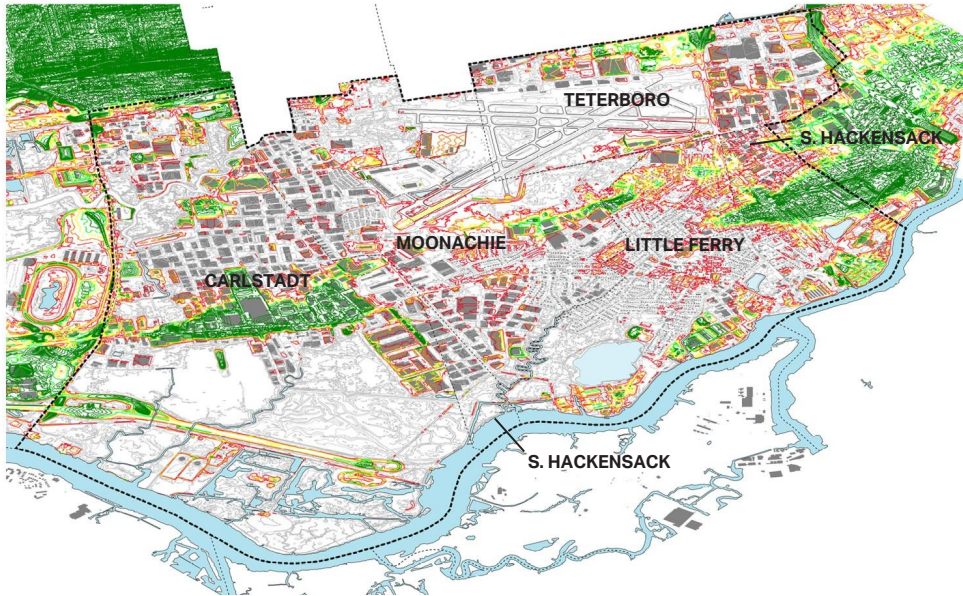 TETERBORO
S. HACKENSACK
MOONACHIE
LITTLE FERRY
CARLSTADT
S. HACKENSACK